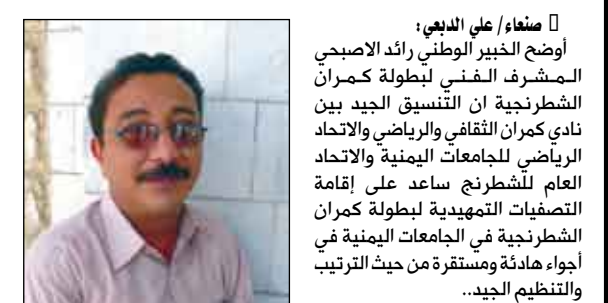 صنعاء/ علي الدبعي:
أوضح الخبير الوطني رائد الاصبحي
المشرف الفني لبطولة كمران
الشطرنجية ان التنسيق الجيد بين
نادي كمران الثقافي والرياضي والاتحاد
الرياضي للجامعات اليمنية والاتحاد
العام للشطرنج ساعد على إقامة
التصفيات التمهيدية لبطولة كمران
الشطرنجية في الجامعات اليمنية في
أجواء هادئة ومستقرة من حيث الترتيب
والتنظيم الجيد..